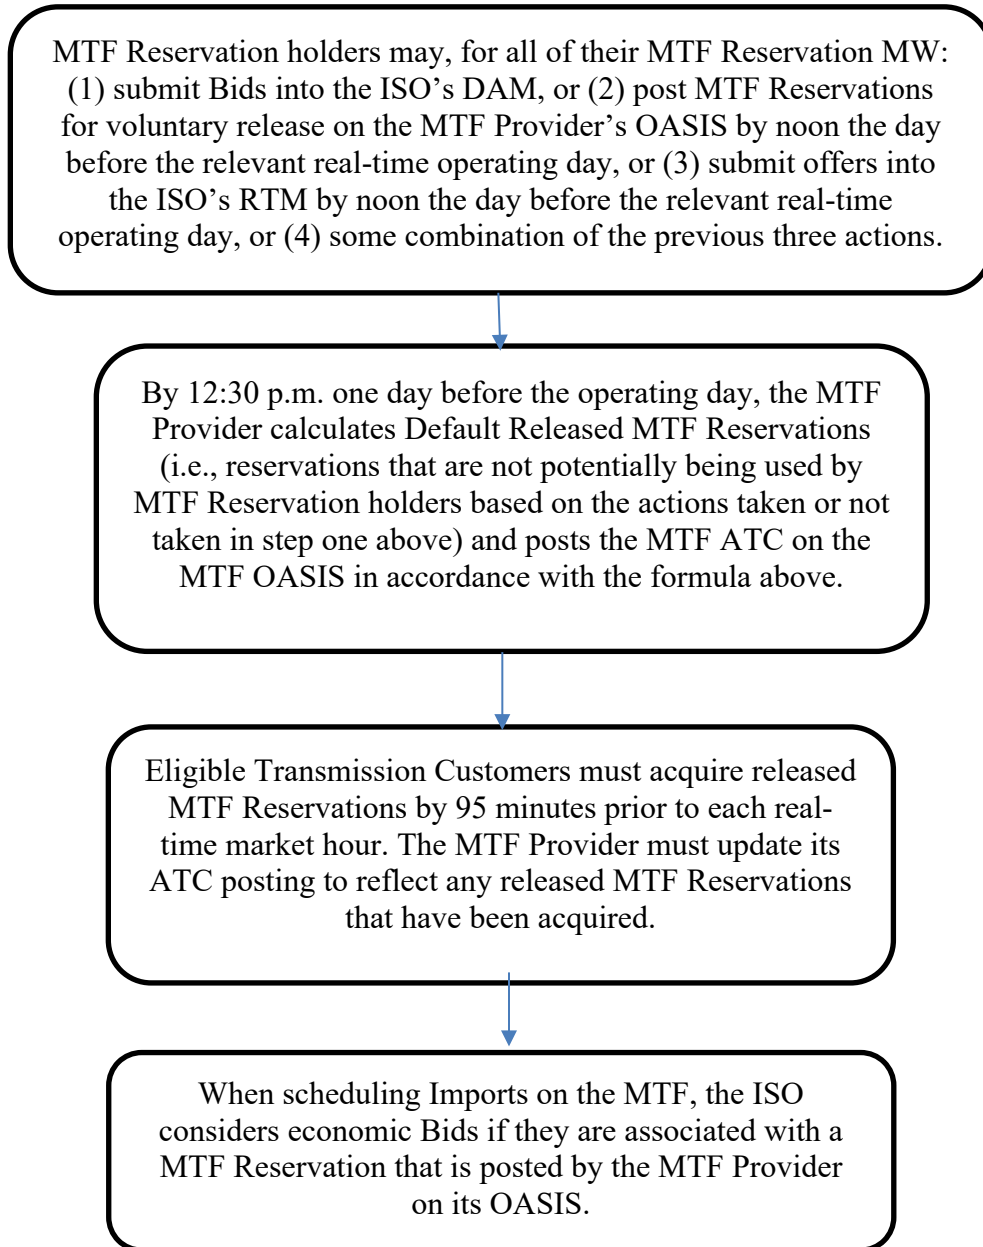 MTF Reservation holders may, for all of their MTF Reservation MW:
(1) submit Bids into the ISO's DAM, or (2) post MTF Reservations
for voluntary release on the MTF Provider's OASIS by noon the day
before the relevant real-time operating day, or (3) submit offers into
the ISO's RTM by noon the day before the relevant real-time
operating day, or (4) some combination of the previous three actions.
By 12:30 p.m. one day before the operating day, the MTF
Provider calculates Default Released MTF Reservations
(i.e., reservations that are not potentially being used by
MTF Reservation holders based on the actions taken or not
taken in step one above) and posts the MTF ATC on the
MTF OASIS in accordance with the formula above.
Eligible Transmission Customers must acquire released
MTF Reservations by 95 minutes prior to each real-
time market hour. The MTF Provider must update its
ATC posting to reflect any released MTF Reservations
that have been acquired.
When scheduling Imports on the MTF, the ISO
considers economic Bids if they are associated with a
MTF Reservation that is posted by the MTF Provider
on its OASIS.